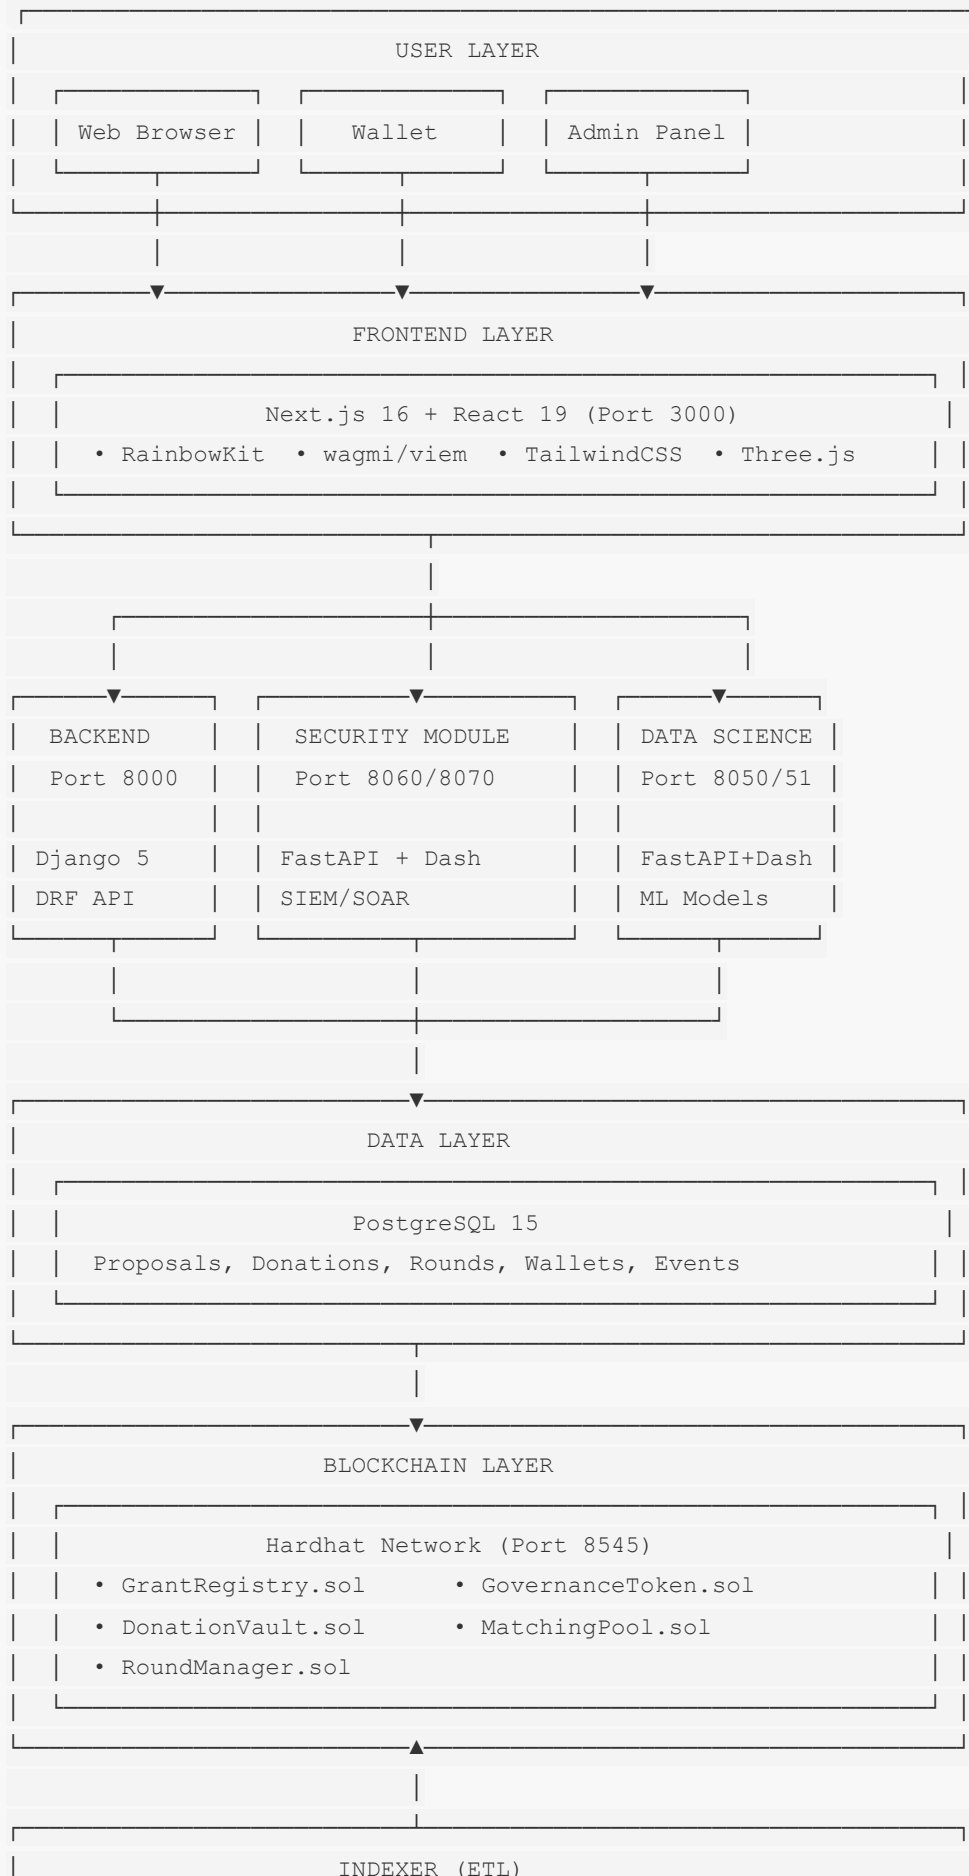 USER LAYER
Web Browser Wallet Admin Panel
FRONTEND LAYER
Next.js 16 + React 19 (Port 3000)
• RainbowKit • wagmi/viem • TailwindCSS • Three.js
BACKEND SECURITY MODULE DATA SCIENCE
Port 8000 Port 8060/8070 Port 8050/51
Django 5 FastAPI + Dash FastAPI+Dash
DRF API SIEM/SOAR ML Models
DATA LAYER
PostgreSQL 15
Proposals, Donations, Rounds, Wallets, Events
BLOCKCHAIN LAYER
Hardhat Network (Port 8545)
• GrantRegistry.sol • GovernanceToken.sol
• DonationVault.sol • MatchingPool.sol
• RoundManager.sol
INDEXER (ETL)